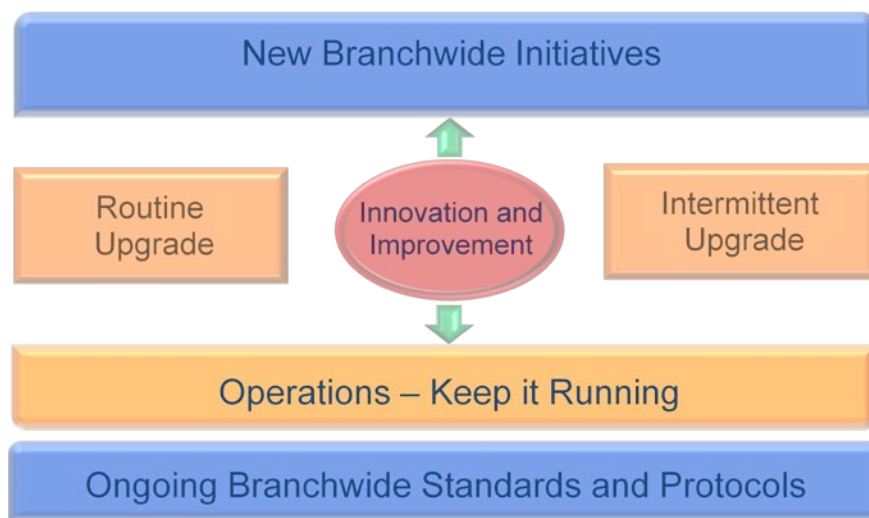 New Branchwide Initiatives
Routine
Upgrade
Innovation and
Improvement
Intermittent
Upgrade
Operations – Keep it Running
Ongoing Branchwide Standards and Protocols